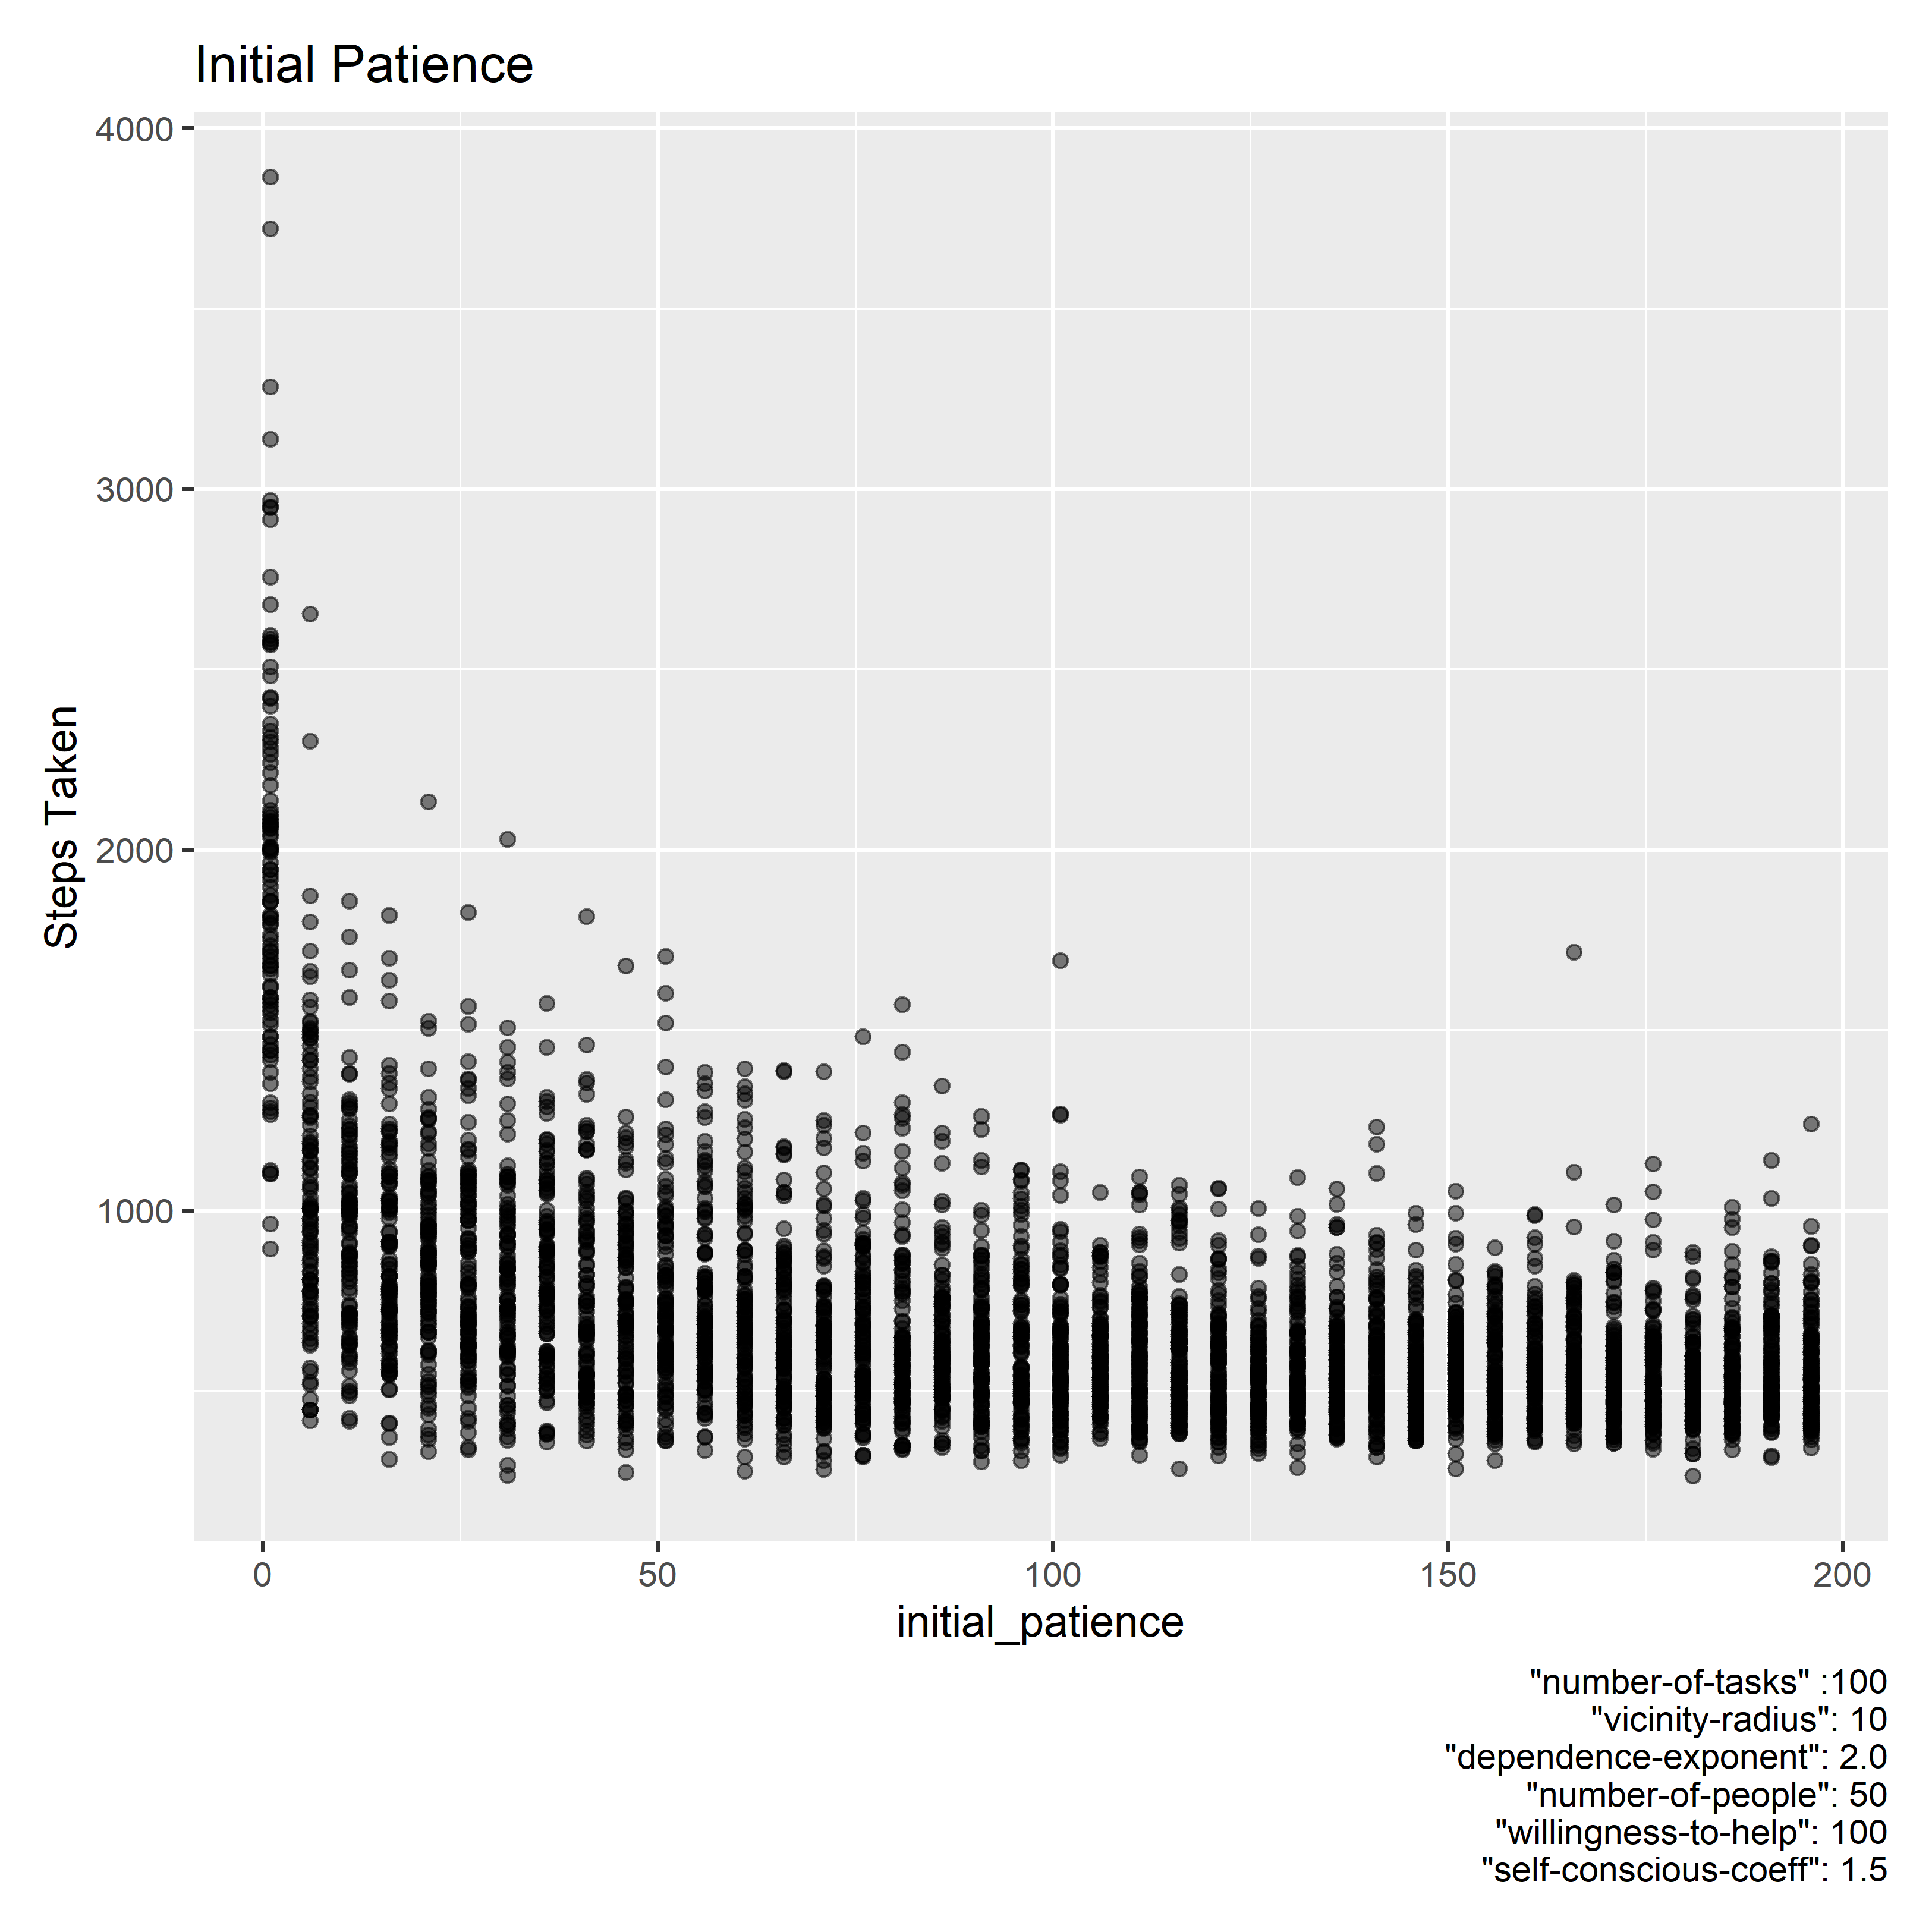 Initial Patience
4000
3000
2000
1000
Steps Taken
0 50 100 150 200
initial_patience
"number-of-tasks" :100
"vicinity-radius": 10
"dependence-exponent": 2.0
"number-of-people": 50
"willingness-to-help": 100
"self-conscious-coeff": 1.5